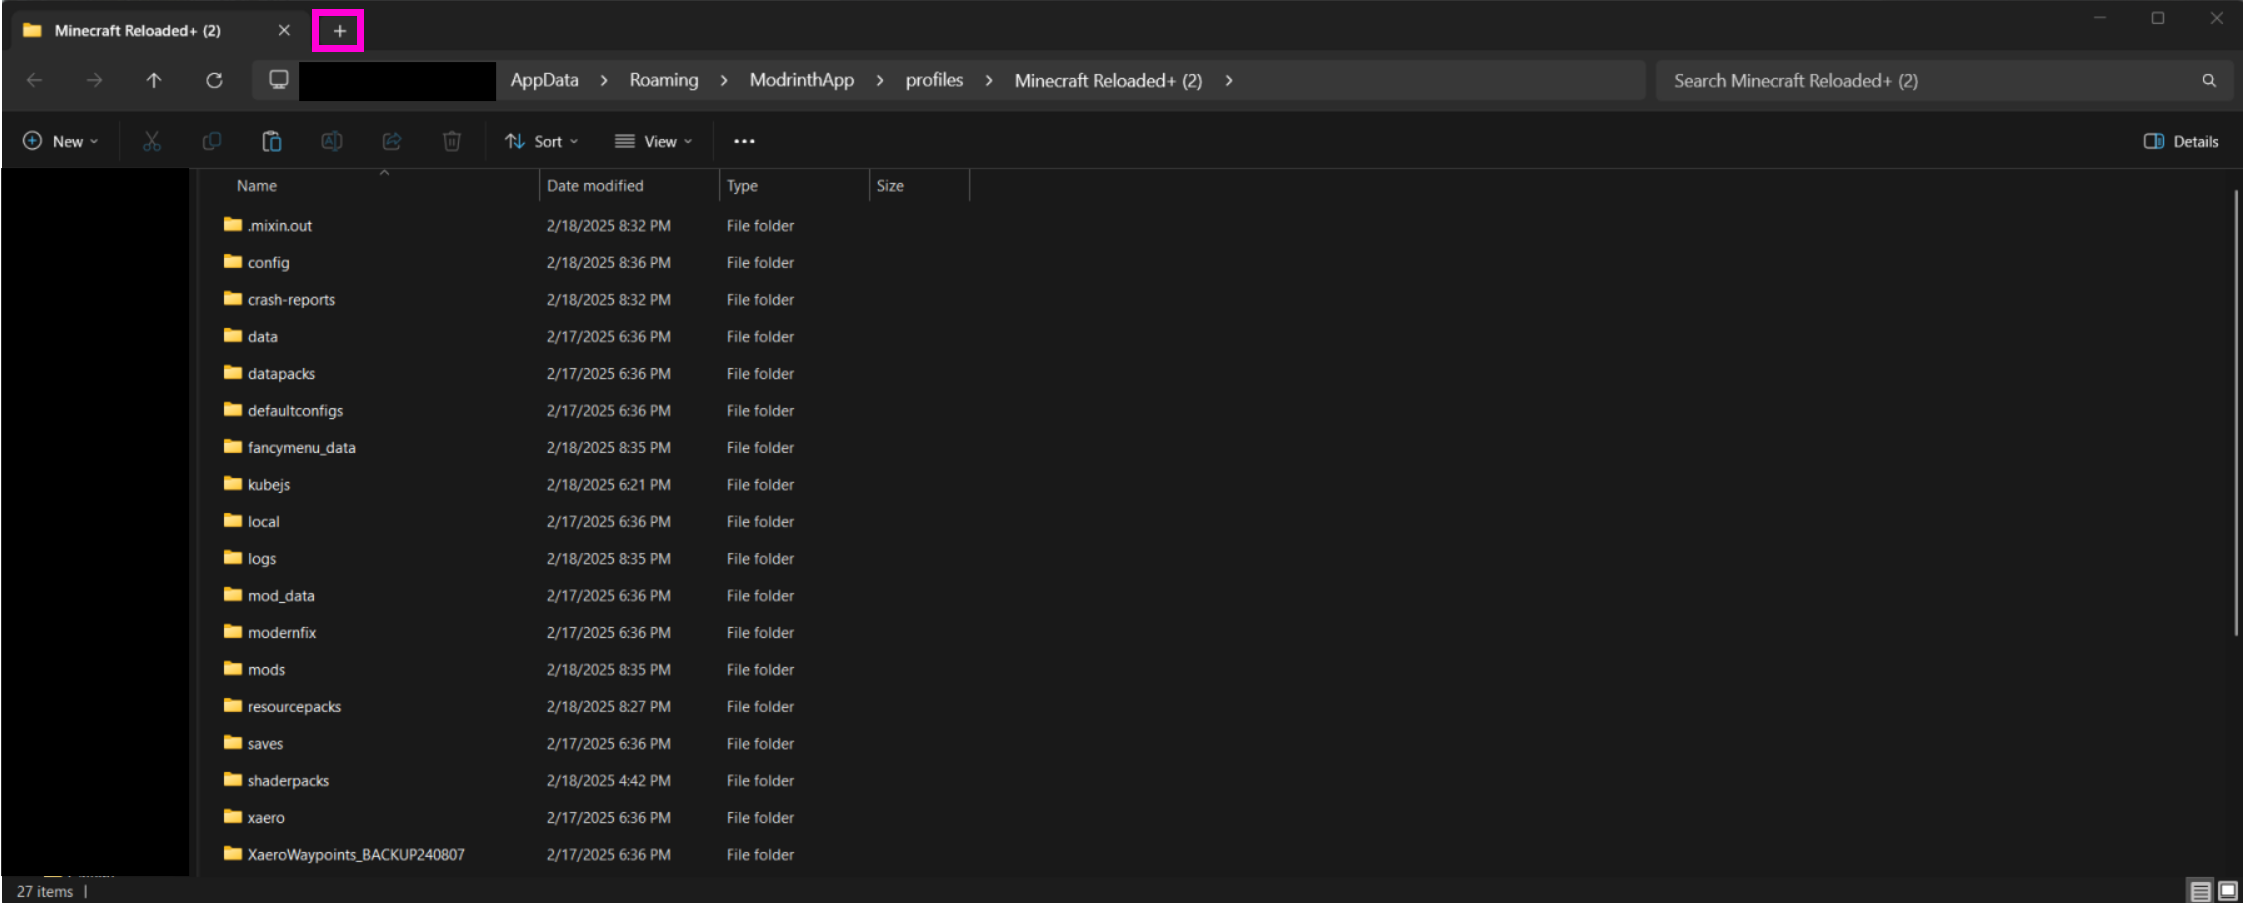 Minecraft Reloaded+ (2)
AppData > Roaming > ModrinthApp > profiles > Minecraft Reloaded+ (2) >
Search Minecraft Reloaded+ (2)
New
Sort
View
Details
Name Date modified Type Size
.mixin.out 2/18/2025 8:32 PM File folder
config 2/18/2025 8:36 PM File folder
crash-reports 2/18/2025 8:32 PM File folder
data 2/17/2025 6:36 PM File folder
datapacks 2/17/2025 6:36 PM File folder
defaultconfigs 2/17/2025 6:36 PM File folder
fancymenu_data 2/18/2025 8:35 PM File folder
kubejs 2/18/2025 6:21 PM File folder
local 2/17/2025 6:36 PM File folder
logs 2/18/2025 8:35 PM File folder
mod_data 2/17/2025 6:36 PM File folder
modernfix 2/17/2025 6:36 PM File folder
mods 2/18/2025 8:35 PM File folder
resourcepacks 2/18/2025 8:27 PM File folder
saves 2/17/2025 6:36 PM File folder
shaderpacks 2/18/2025 4:42 PM File folder
xaero 2/17/2025 6:36 PM File folder
XaeroWaypoints_BACKUP240807 2/17/2025 6:36 PM File folder
27 items